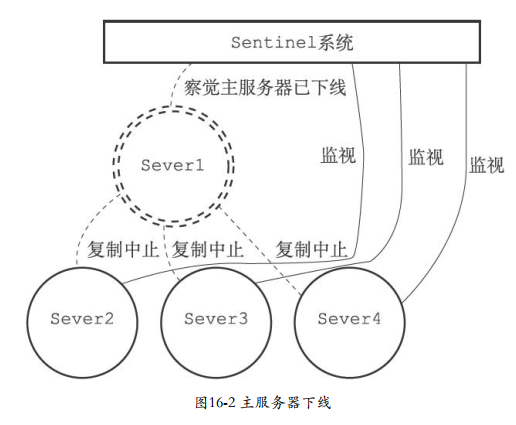 Sentinel系统
察觉主服务器已下线
Sever1
监视
监视
监视
复制中止
复制中止
复制中止
Sever2
Sever3
Sever4
图16-2 主服务器下线